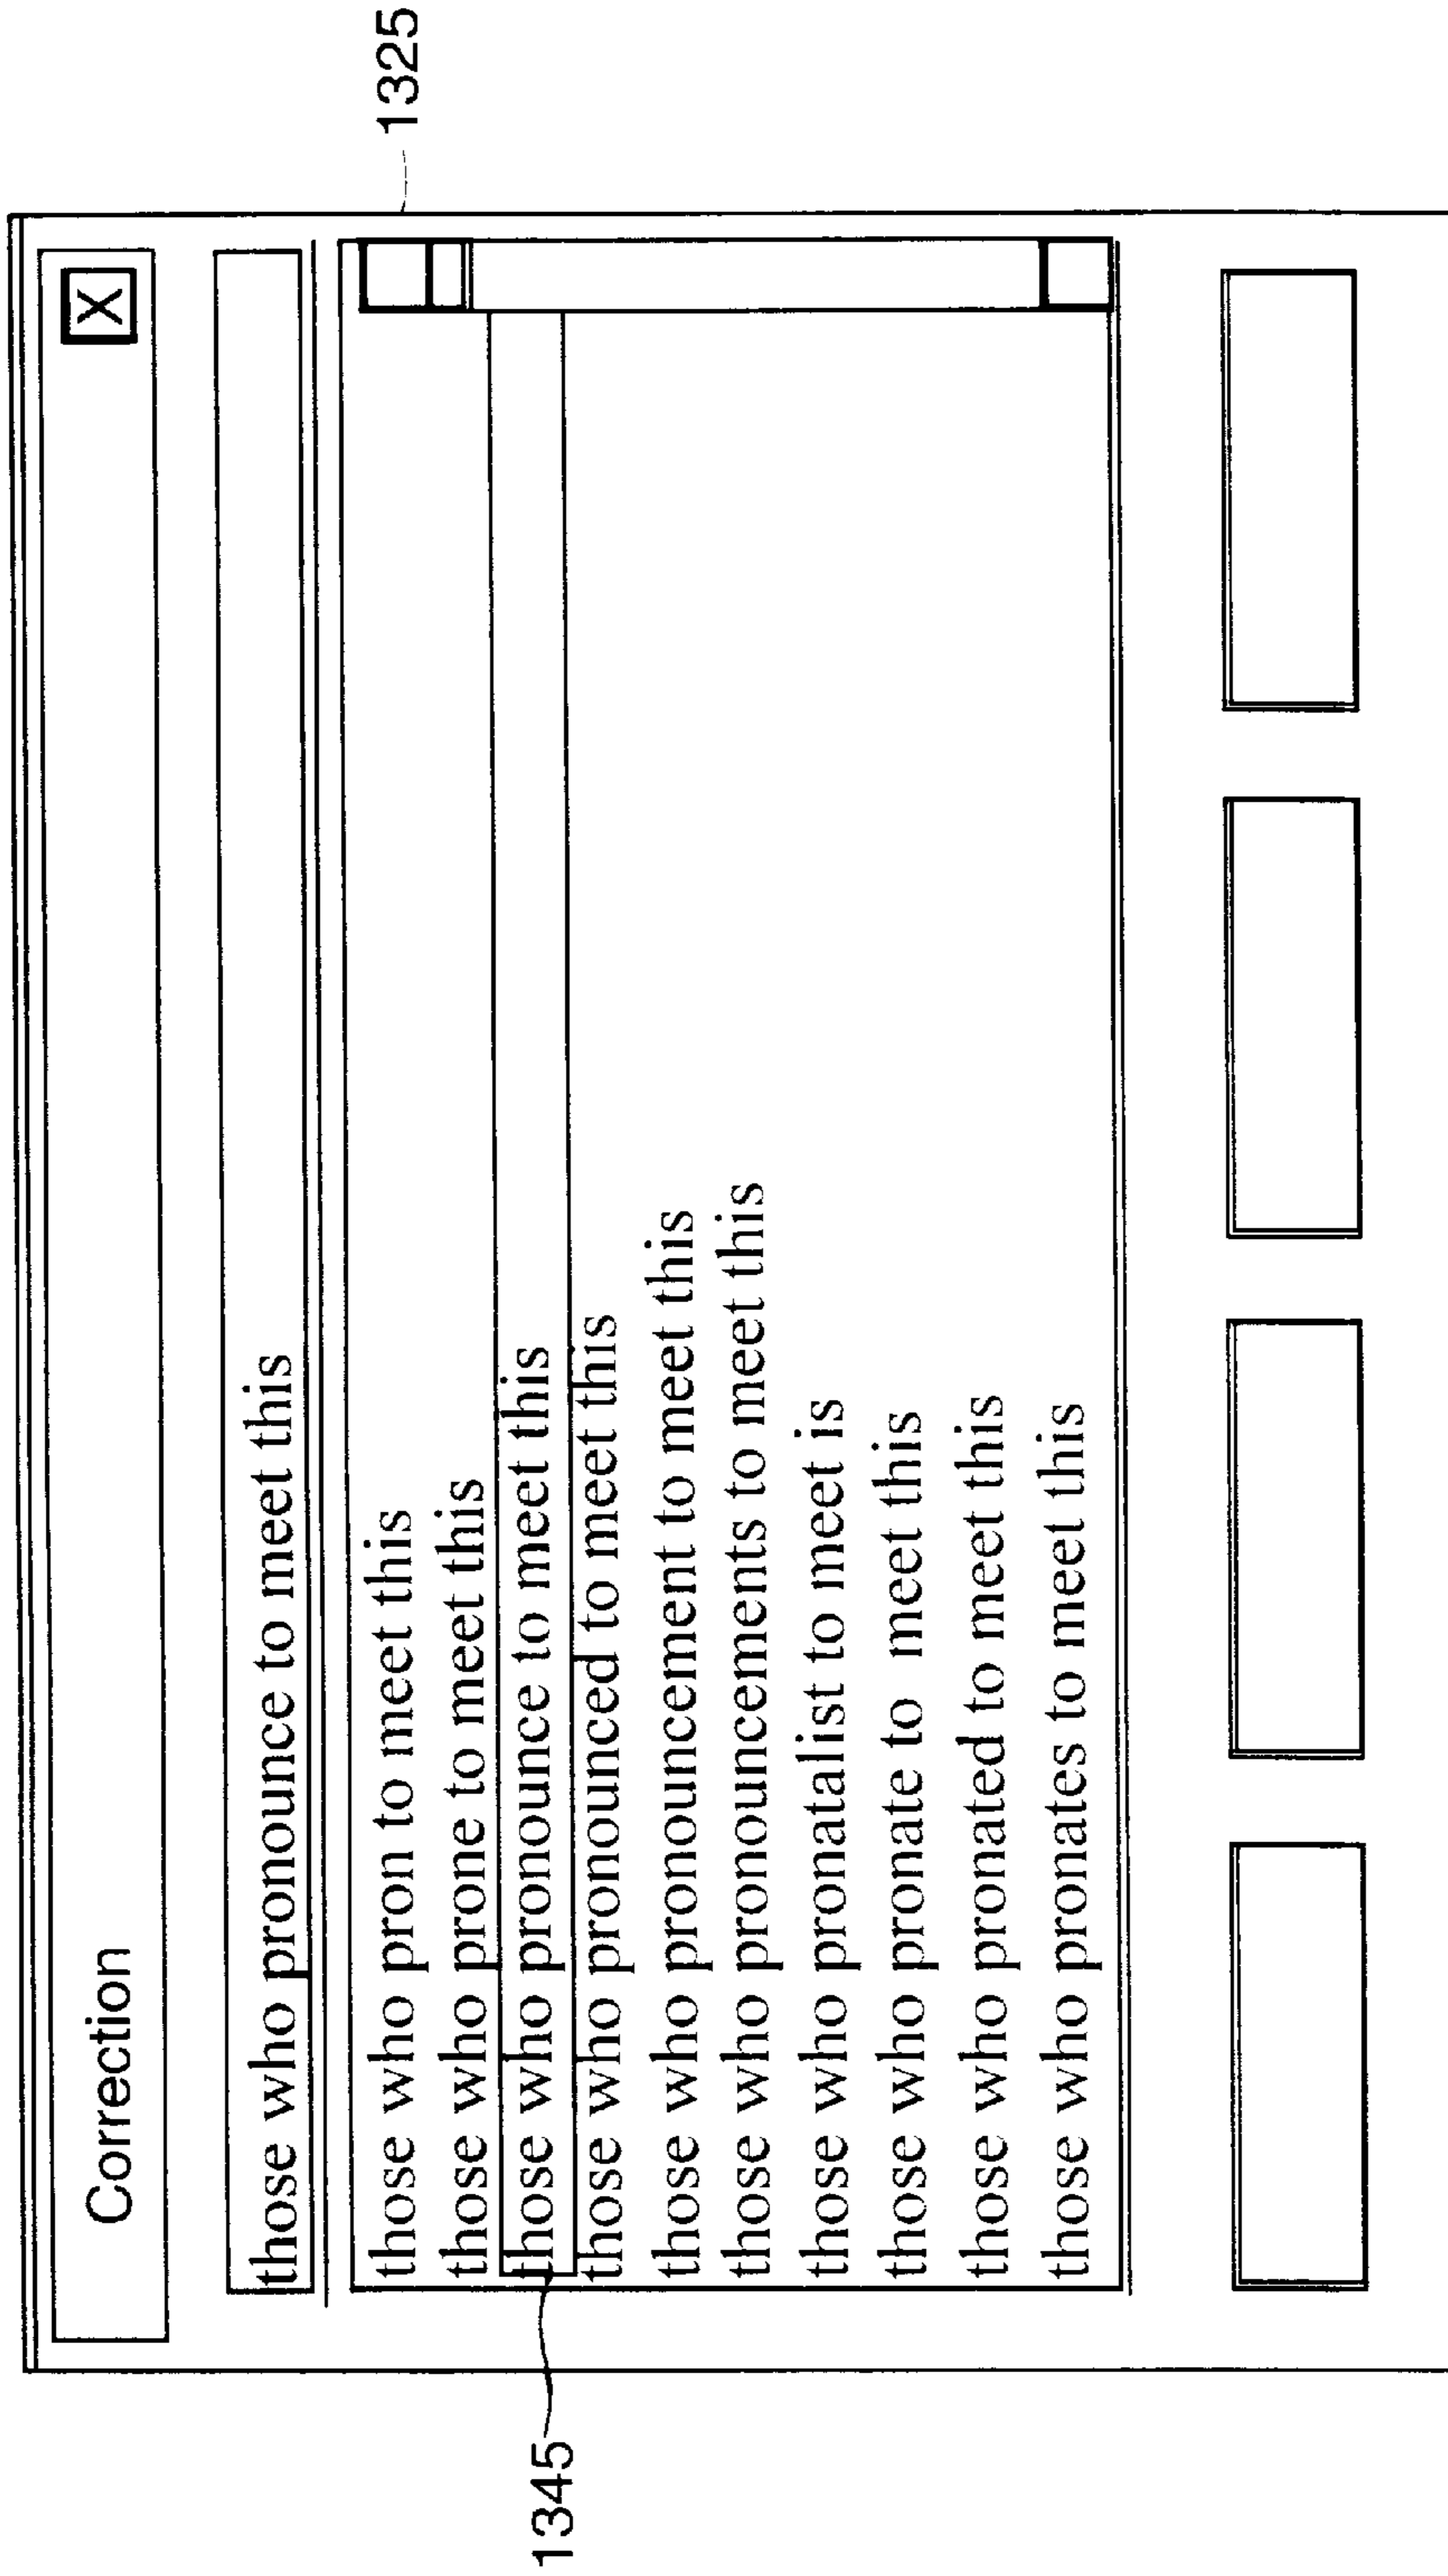 Correction
X
1325
those who pronounce to meet this
those who pron to meet this
those who prone to meet this
1345
those who pronounce to meet this
those who pronounced to meet this
those who pronouncement to meet this
those who pronouncements to meet this
those who pronatalist to meet is
those who pronate to meet this
those who pronated to meet this
those who pronates to meet this